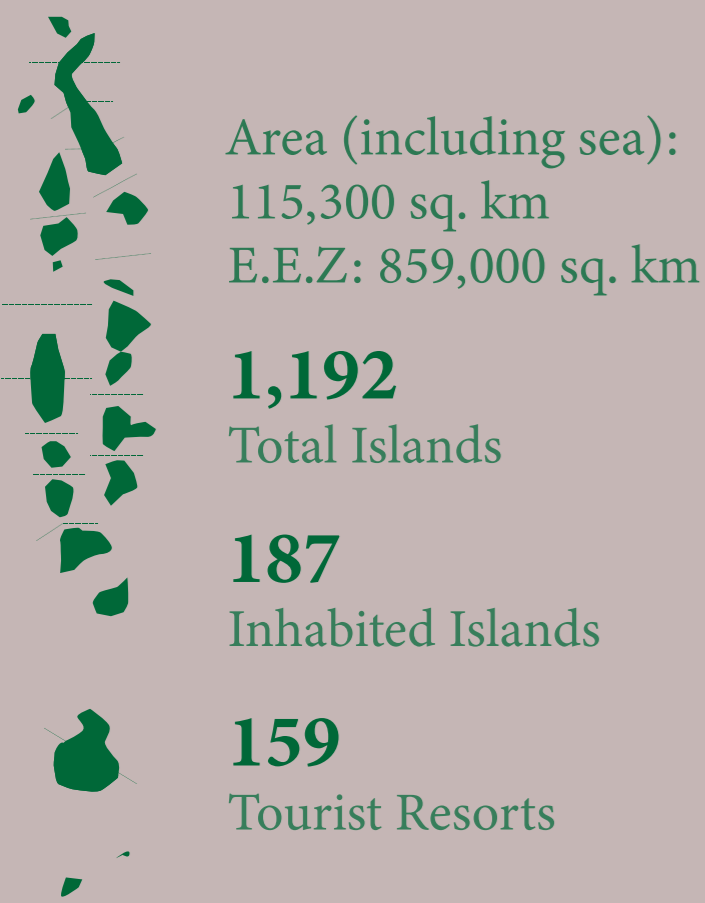 Area (including sea):
115,300 sq. km
E.E.Z: 859,000 sq. km
1,192
Total Islands
187
Inhabited Islands
159
Tourist Resorts